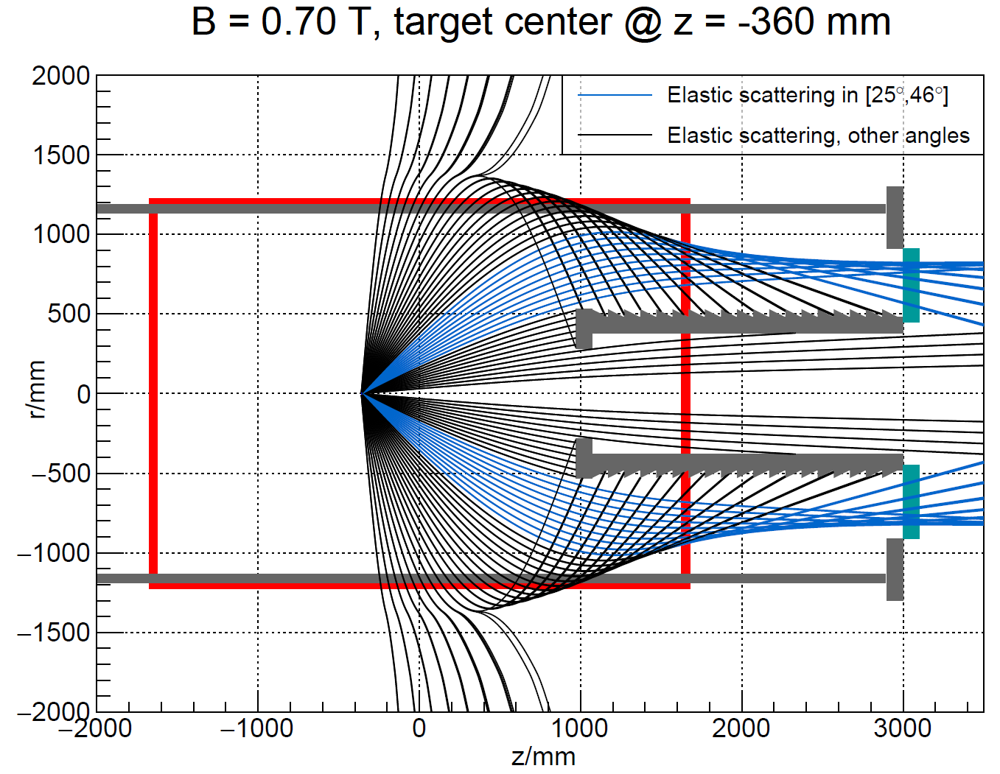 B = 0.70 T, target center @ z = -360 mm
Elastic scattering in [25°,46°]
Elastic scattering, other angles
2000
1500
1000
500
0
−500
−1000
−1500
−2000
r/mm
−2000 −1000 0 1000 2000 3000
z/mm